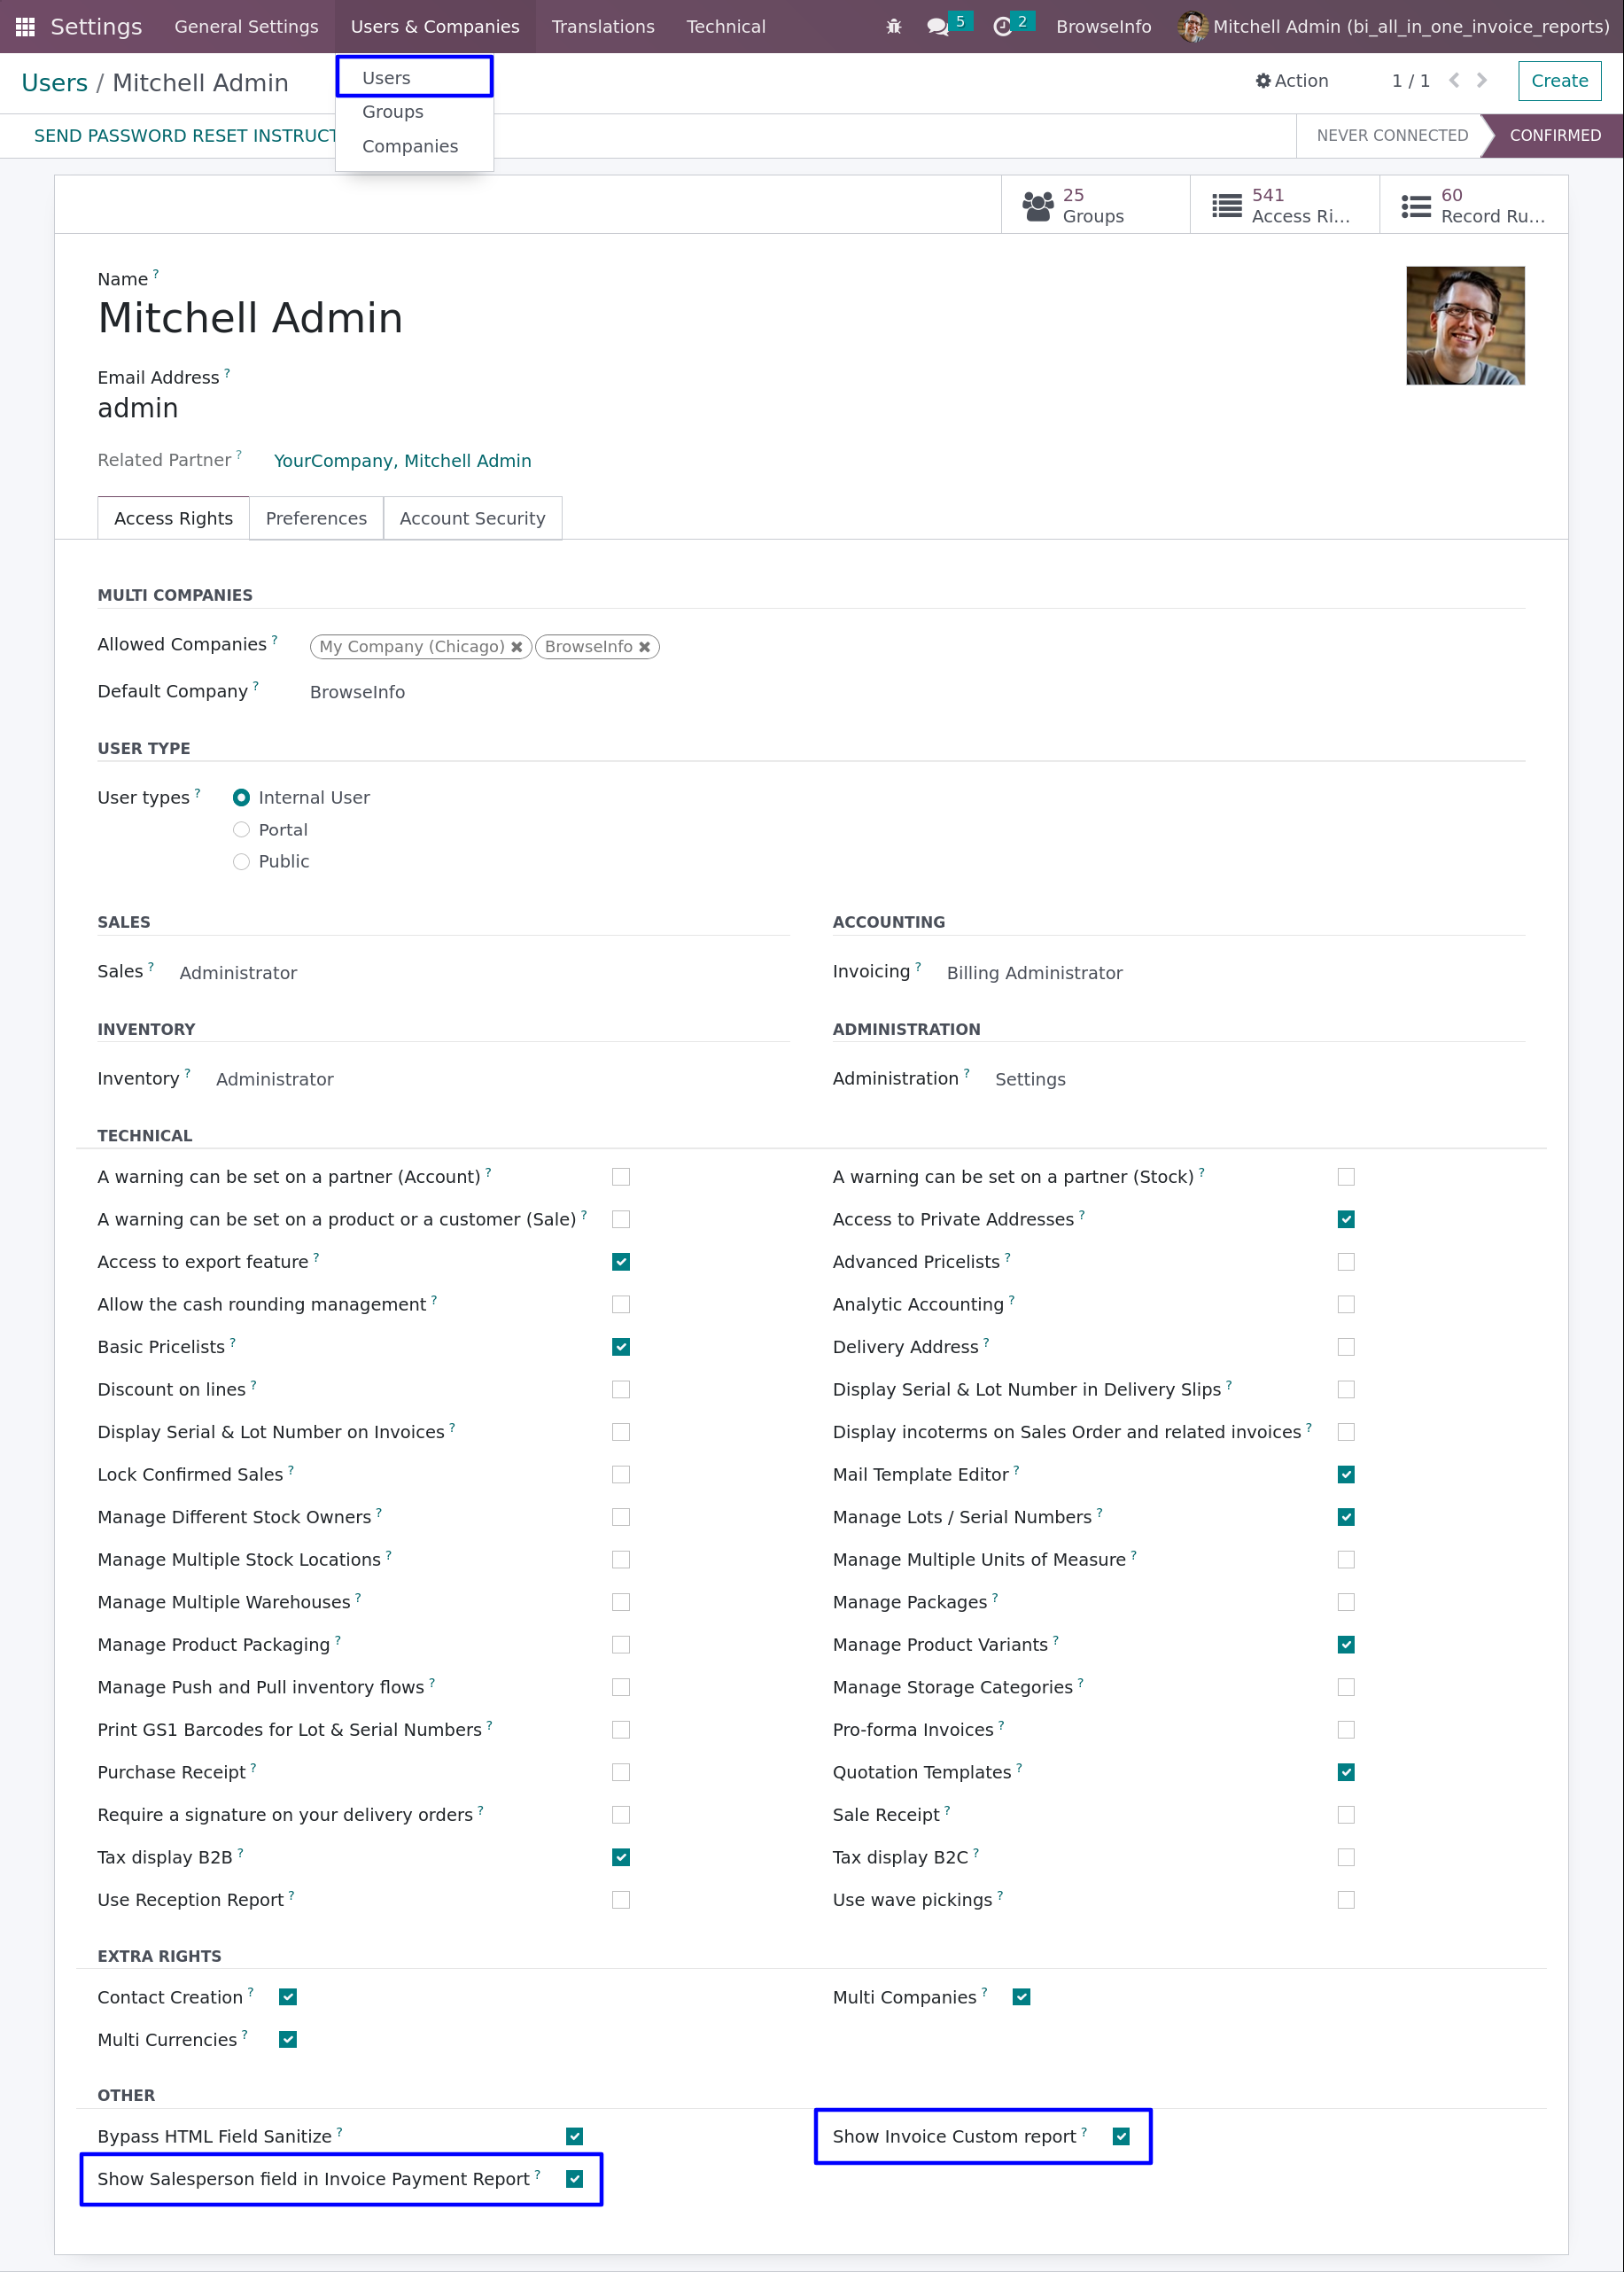 Settings General Settings Users & Companies Translations Technical 5 2 BrowseInfo Mitchell Admin (bi_all_in_one_invoice_reports)
Users / Mitchell Admin Action 1 / 1 Create
Users
Groups
Companies
SEND PASSWORD RESET INSTRUCT NEVER CONNECTED CONFIRMED
25 Groups
541 Access Ri...
60 Record Ru...
Name ?
Mitchell Admin
Email Address ?
admin
Related Partner ? YourCompany, Mitchell Admin
Access Rights Preferences Account Security
MULTI COMPANIES
Allowed Companies ? My Company (Chicago) ✖ BrowseInfo ✖
Default Company ? BrowseInfo
USER TYPE
User types ? Internal User
Portal
Public
SALES ACCOUNTING
Sales ? Administrator Invoicing ? Billing Administrator
INVENTORY ADMINISTRATION
Inventory ? Administrator Administration ? Settings
TECHNICAL
A warning can be set on a partner (Account) ? A warning can be set on a partner (Stock) ?
A warning can be set on a product or a customer (Sale) ? Access to Private Addresses ?
Access to export feature ? Advanced Pricelists ?
Allow the cash rounding management ? Analytic Accounting ?
Basic Pricelists ? Delivery Address ?
Discount on lines ? Display Serial & Lot Number in Delivery Slips ?
Display Serial & Lot Number on Invoices ? Display incoterms on Sales Order and related invoices ?
Lock Confirmed Sales ? Mail Template Editor ?
Manage Different Stock Owners ? Manage Lots / Serial Numbers ?
Manage Multiple Stock Locations ? Manage Multiple Units of Measure ?
Manage Multiple Warehouses ? Manage Packages ?
Manage Product Packaging ? Manage Product Variants ?
Manage Push and Pull inventory flows ? Manage Storage Categories ?
Print GS1 Barcodes for Lot & Serial Numbers ? Pro-forma Invoices ?
Purchase Receipt ? Quotation Templates ?
Require a signature on your delivery orders ? Sale Receipt ?
Tax display B2B ? Tax display B2C ?
Use Reception Report ? Use wave pickings ?
EXTRA RIGHTS
Contact Creation ? Multi Companies ?
Multi Currencies ?
OTHER
Bypass HTML Field Sanitize ? Show Invoice Custom report ?
Show Salesperson field in Invoice Payment Report ?